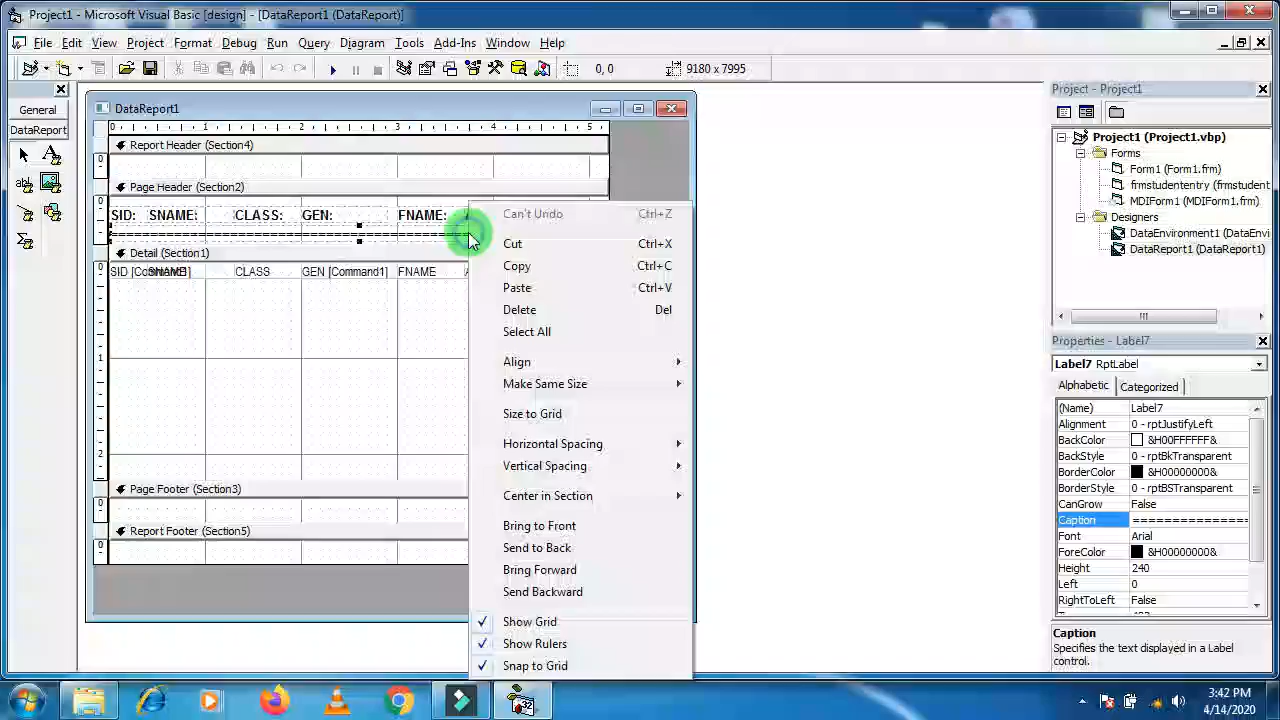 Project1 - Microsoft Visual Basic [design] - [DataReport1 (DataReport)]
File Edit View Project Format Debug Run Query Diagram Tools Add-Ins Window Help
0, 0
9180 x 7995
General
DataReport
DataReport1
0 1 2 3 4 5
Report Header (Section4)
Page Header (Section2)
SID: SNAME: CLASS: GEN: FNAME:
Detail (Section1)
CLASS GEN [Command1] FNAME
Page Footer (Section3)
Report Footer (Section5)
Can't Undo Ctrl+Z
Cut Ctrl+X
Copy Ctrl+C
Paste Ctrl+V
Delete Del
Select All
Align
Make Same Size
Size to Grid
Horizontal Spacing
Vertical Spacing
Center in Section
Bring to Front
Send to Back
Bring Forward
Send Backward
Show Grid
Show Rulers
Snap to Grid
Project - Project1
Project1 (Project1.vbp)
Forms
Form1 (Form1.frm)
frmstudententry (frmstudent
MDIForm1 (MDIForm1.frm)
Designers
DataEnvironment1 (DataEnvi
DataReport1 (DataReport1)
Properties - Label7
Label7 RptLabel
Alphabetic Categorized
(Name) Label7
Alignment 0 - rptJustifyLeft
BackColor &H00FFFFFF&
BackStyle 0 - rptBkTransparent
BorderColor &H00000000&
BorderStyle 0 - rptBSTransparent
CanGrow False
Caption ================
Font Arial
ForeColor &H00000000&
Height 240
Left 0
RightToLeft False
Caption
Specifies the text displayed in a Label
control.
3:42 PM
4/14/2020